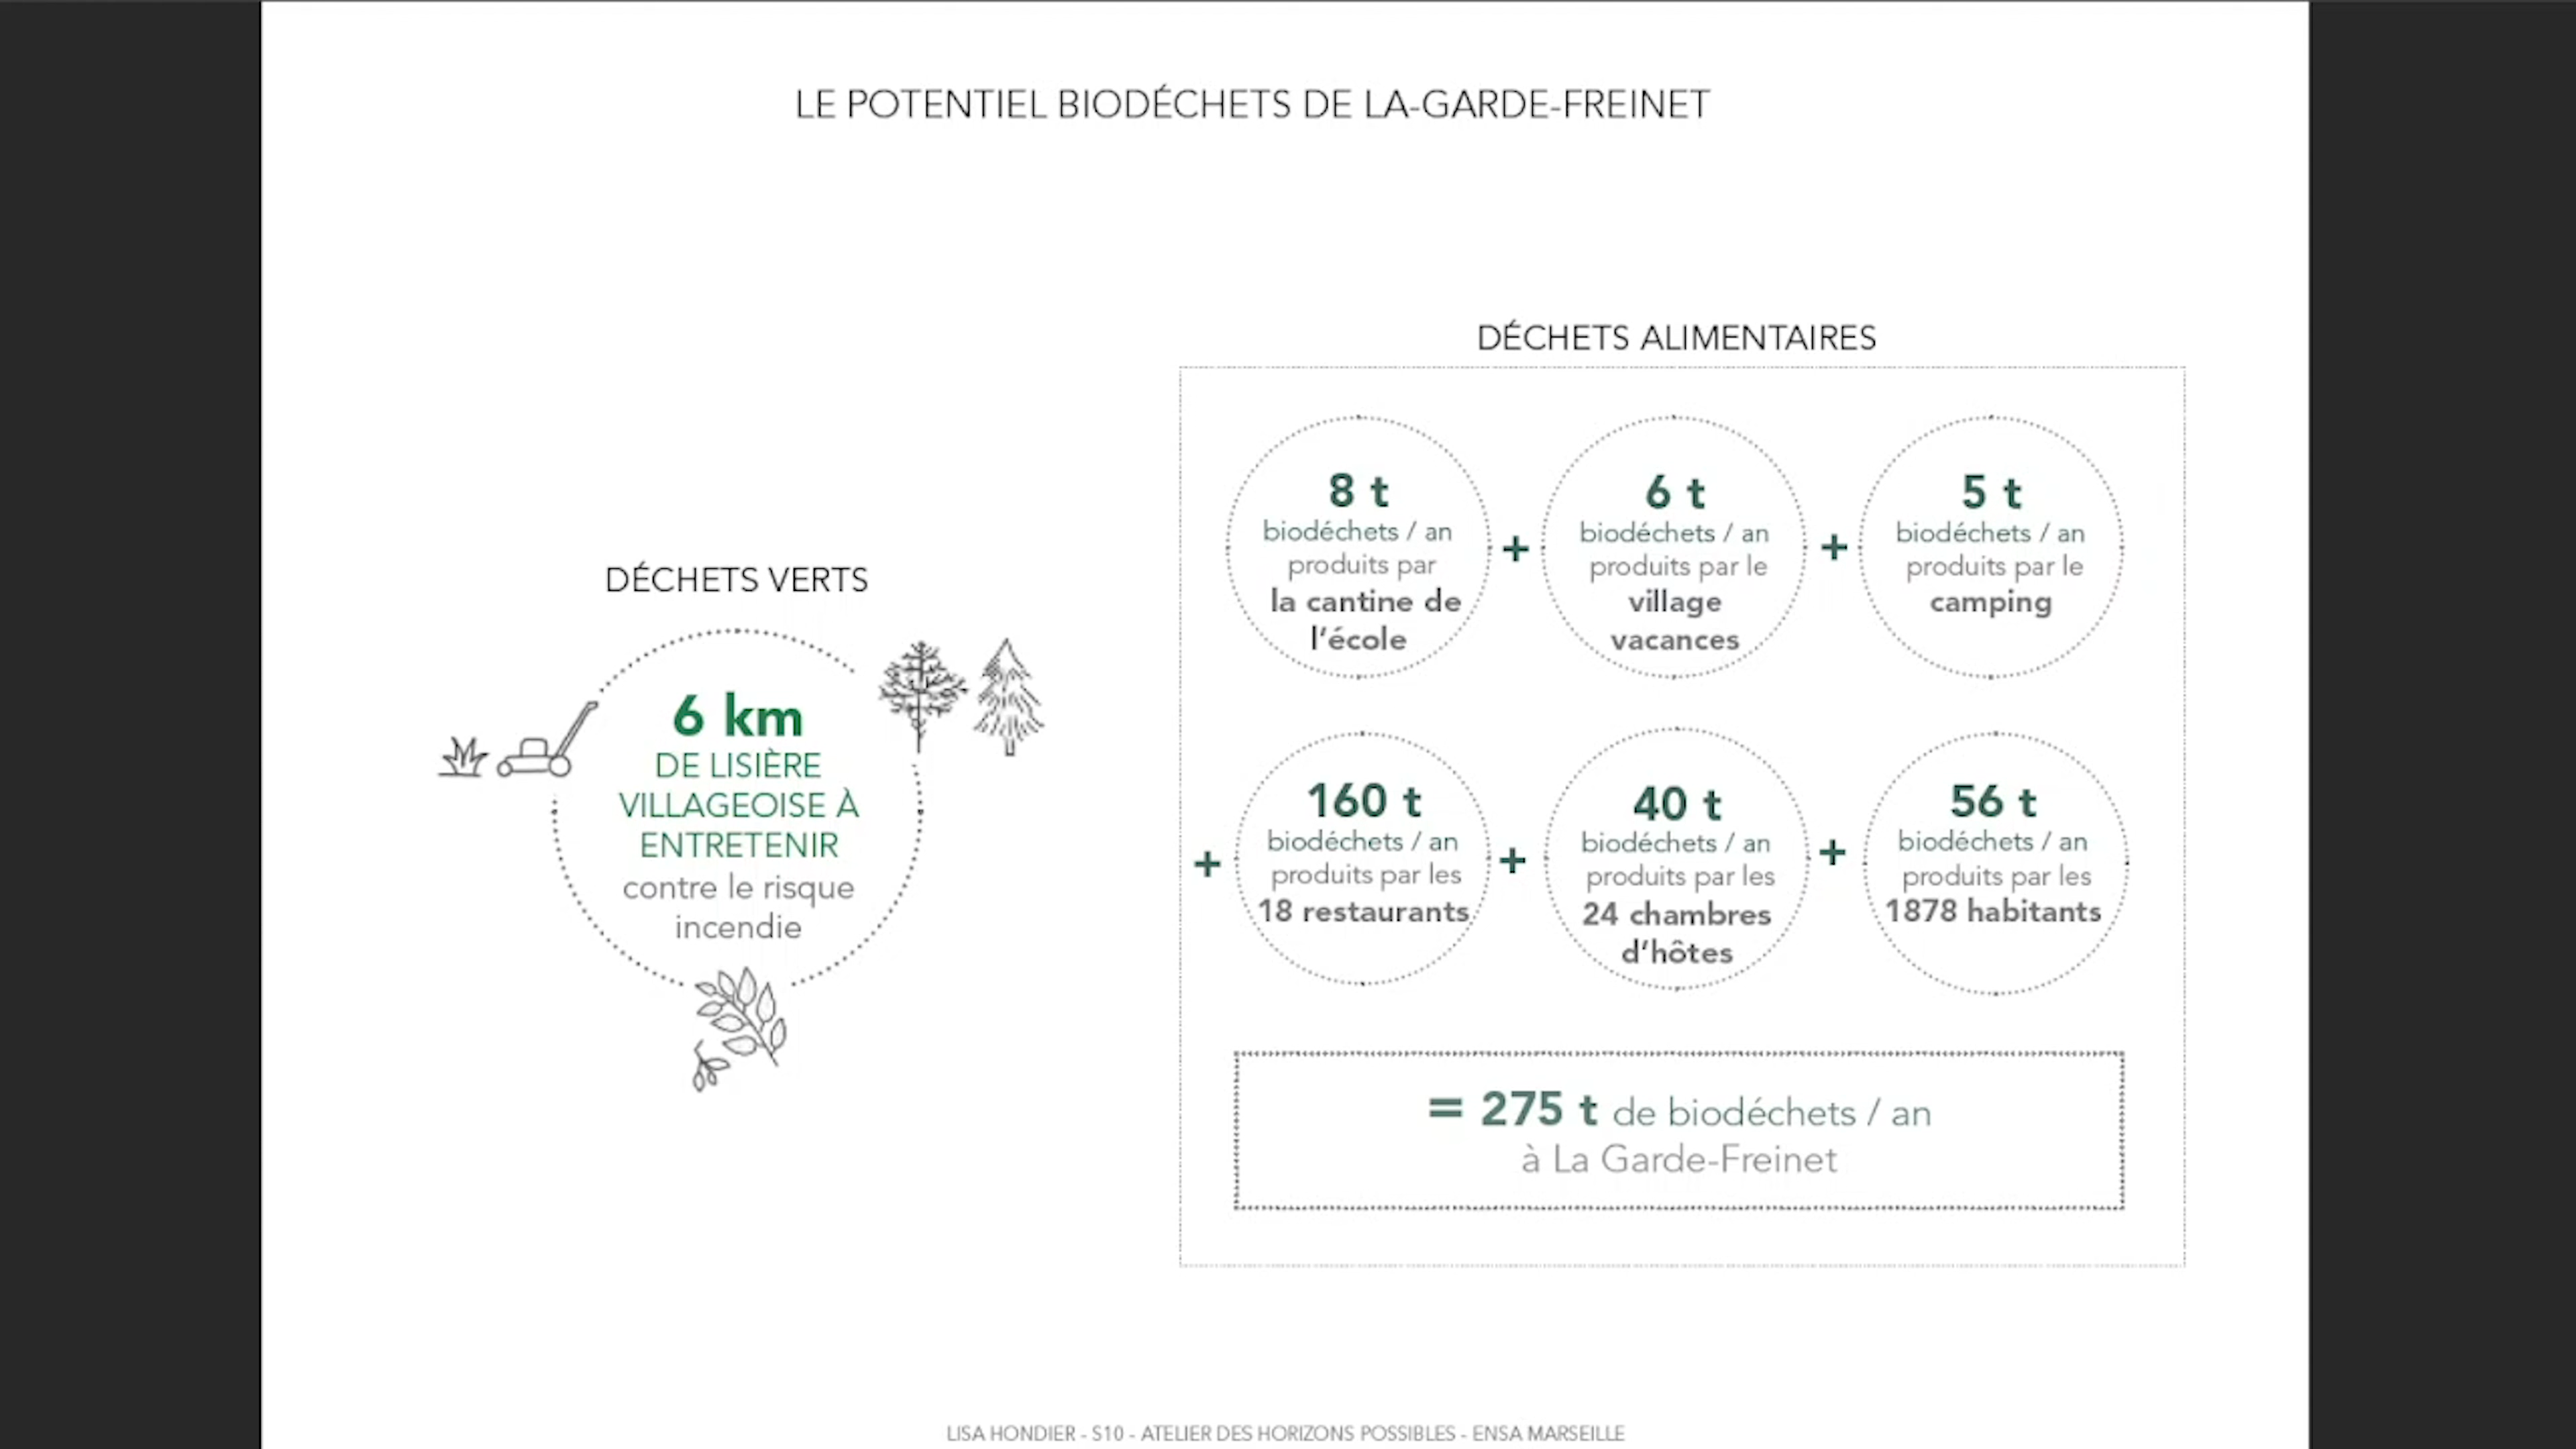 LE POTENTIEL BIODÉCHETS DE LA-GARDE-FREINET
DÉCHETS VERTS
6 km
DE LISIÈRE
VILLAGEOISE À
ENTRETENIR
contre le risque
incendie
DÉCHETS ALIMENTAIRES
8 t
biodéchets / an
produits par
la cantine de
l'école
+
6 t
biodéchets / an
produits par le
village
vacances
+
5 t
biodéchets / an
produits par le
camping
+
160 t
biodéchets / an
produits par les
18 restaurants
+
40 t
biodéchets / an
produits par les
24 chambres
d'hôtes
+
56 t
biodéchets / an
produits par les
1878 habitants
= 275 t de biodéchets / an
à La Garde-Freinet
LISA HONDIER - S10 - ATELIER DES HORIZONS POSSIBLES - ENSA MARSEILLE